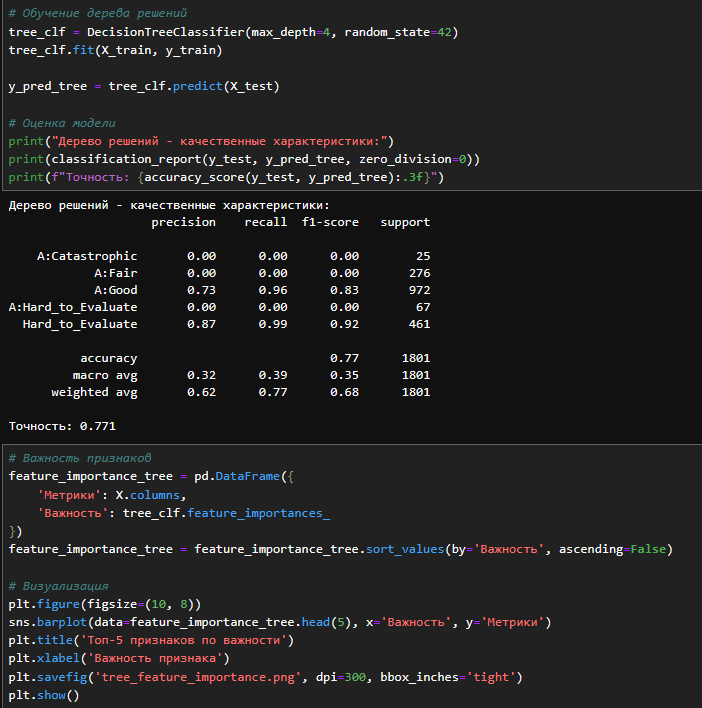 # Обучение дерева решений
tree_clf = DecisionTreeClassifier(max_depth=4, random_state=42)
tree_clf.fit(X_train, y_train)
y_pred_tree = tree_clf.predict(X_test)
# Оценка модели
print("Дерево решений - качественные характеристики:")
print(classification_report(y_test, y_pred_tree, zero_division=0))
print(f"Точность: {accuracy_score(y_test, y_pred_tree):.3f}")
Дерево решений - качественные характеристики:
precision recall f1-score support
A:Catastrophic 0.00 0.00 0.00 25
A:Fair 0.00 0.00 0.00 276
A:Good 0.73 0.96 0.83 972
A:Hard_to_Evaluate 0.00 0.00 0.00 67
Hard_to_Evaluate 0.87 0.99 0.92 461
accuracy 0.77 1801
macro avg 0.32 0.39 0.35 1801
weighted avg 0.62 0.77 0.68 1801
Точность: 0.771
# Важность признаков
feature_importance_tree = pd.DataFrame({
'Метрики': X.columns,
'Важность': tree_clf.feature_importances_
})
feature_importance_tree = feature_importance_tree.sort_values(by='Важность', ascending=False)
# Визуализация
plt.figure(figsize=(10, 8))
sns.barplot(data=feature_importance_tree.head(5), x='Важность', y='Метрики')
plt.title('Топ-5 признаков по важности')
plt.xlabel('Важность признака')
plt.savefig('tree_feature_importance.png', dpi=300, bbox_inches='tight')
plt.show()